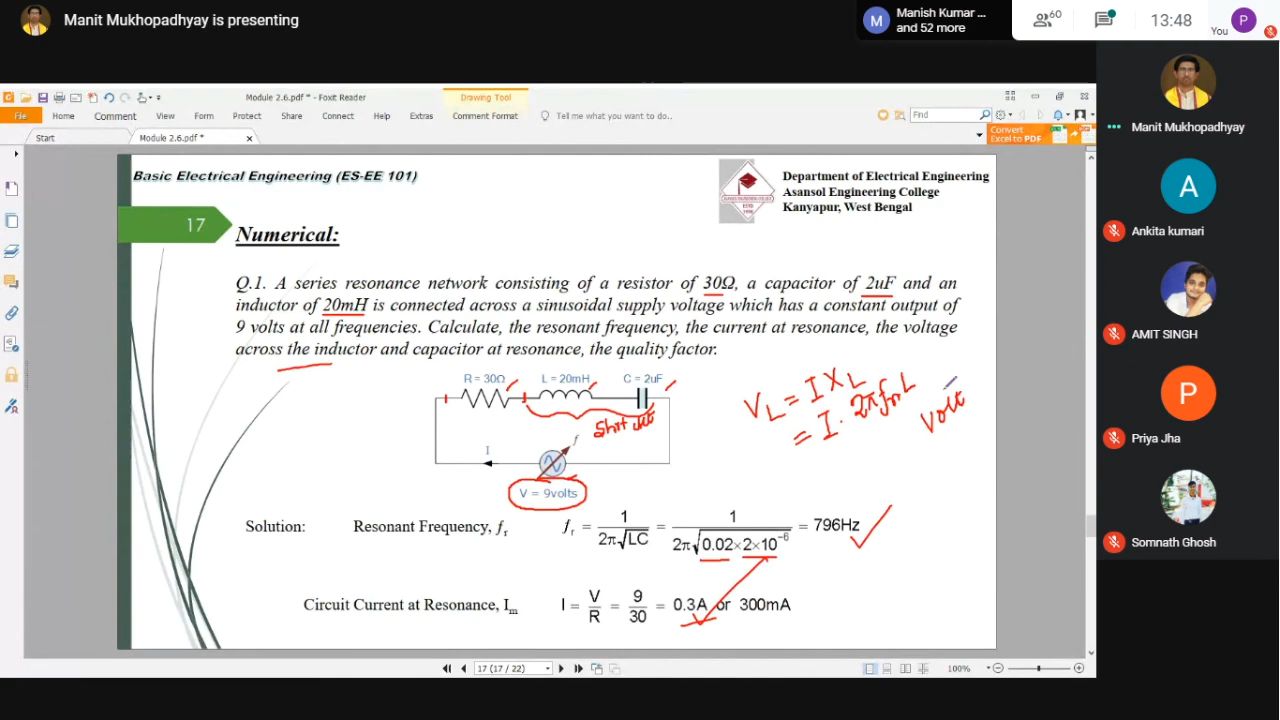 Manit Mukhopadhyay is presenting
M
Manish Kumar ...
and 52 more
60
13:48
You
P
Module 2.6.pdf * - Foxit Reader
Drawing Tool
File
Home
Comment
View
Form
Protect
Share
Connect
Help
Extras
Comment Format
Tell me what you want to do..
Find
Start
Module 2.6.pdf *
Convert
Excel to PDF
Basic Electrical Engineering (ES-EE 101)
Department of Electrical Engineering
Asansol Engineering College
Kanyapur, West Bengal
17
Numerical:
Q.1. A series resonance network consisting of a resistor of 30Ω, a capacitor of 2uF and an
inductor of 20mH is connected across a sinusoidal supply voltage which has a constant output of
9 volts at all frequencies. Calculate, the resonant frequency, the current at resonance, the voltage
across the inductor and capacitor at resonance, the quality factor.
R = 30Ω
L = 20mH
C = 2uF
Short ckt
I
f
V = 9volts
V_L = I X_L
= I. 2πf_r L
Volt
Solution:
Resonant Frequency, f_r
f_r = 1/(2π√LC) = 1/(2π√0.02×2×10^-6) = 796Hz
Circuit Current at Resonance, I_m
I = V/R = 9/30 = 0.3A or 300mA
17 (17 / 22)
100%
Manit Mukhopadhyay
A
Ankita kumari
AMIT SINGH
P
Priya Jha
Somnath Ghosh